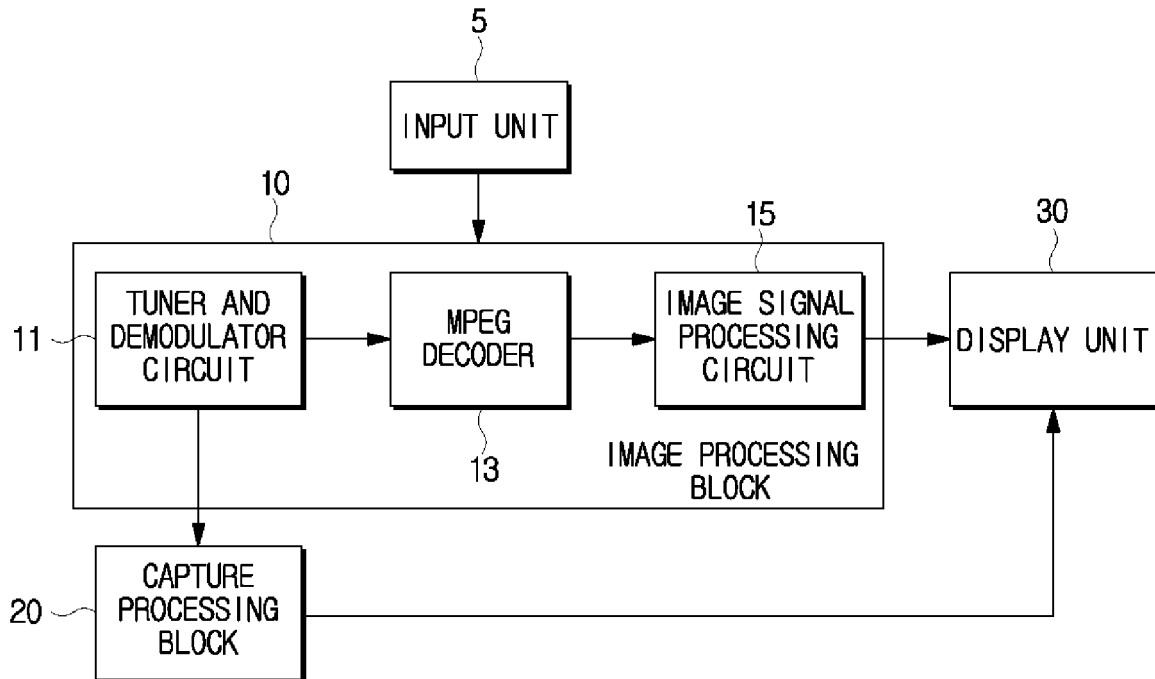 5
INPUT UNIT
10
15
30
11
TUNER AND
DEMODULATOR
CIRCUIT
MPEG
DECODER
IMAGE SIGNAL
PROCESSING
CIRCUIT
DISPLAY UNIT
13
IMAGE PROCESSING
BLOCK
20
CAPTURE
PROCESSING
BLOCK